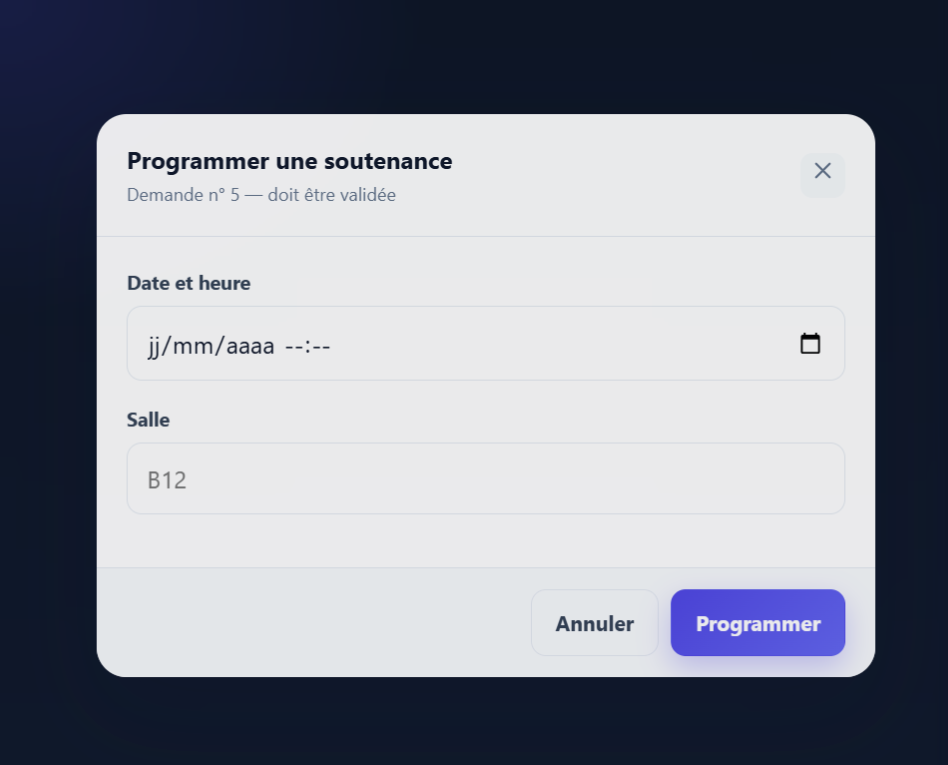 Programmer une soutenance
Demande n° 5 — doit être validée
Date et heure
jj/mm/aaaa --:--
Salle
B12
Annuler
Programmer